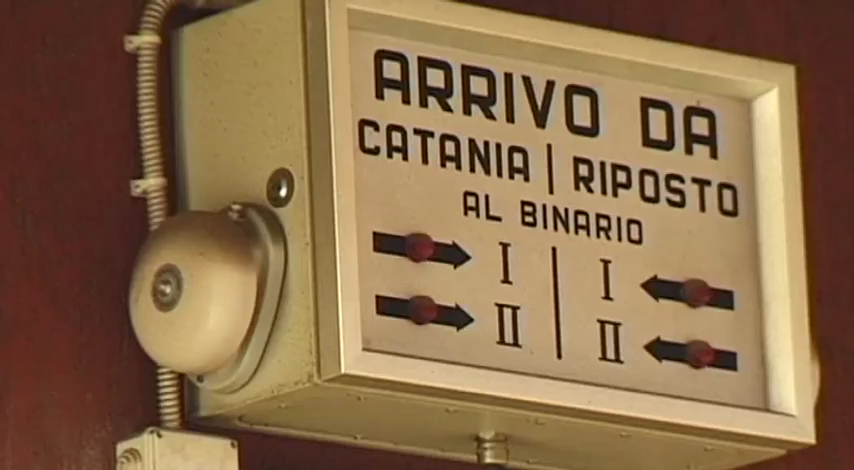 ARRIVO DA
CATANIA | RIPOSTO
AL BINARIO
I | I
II | II